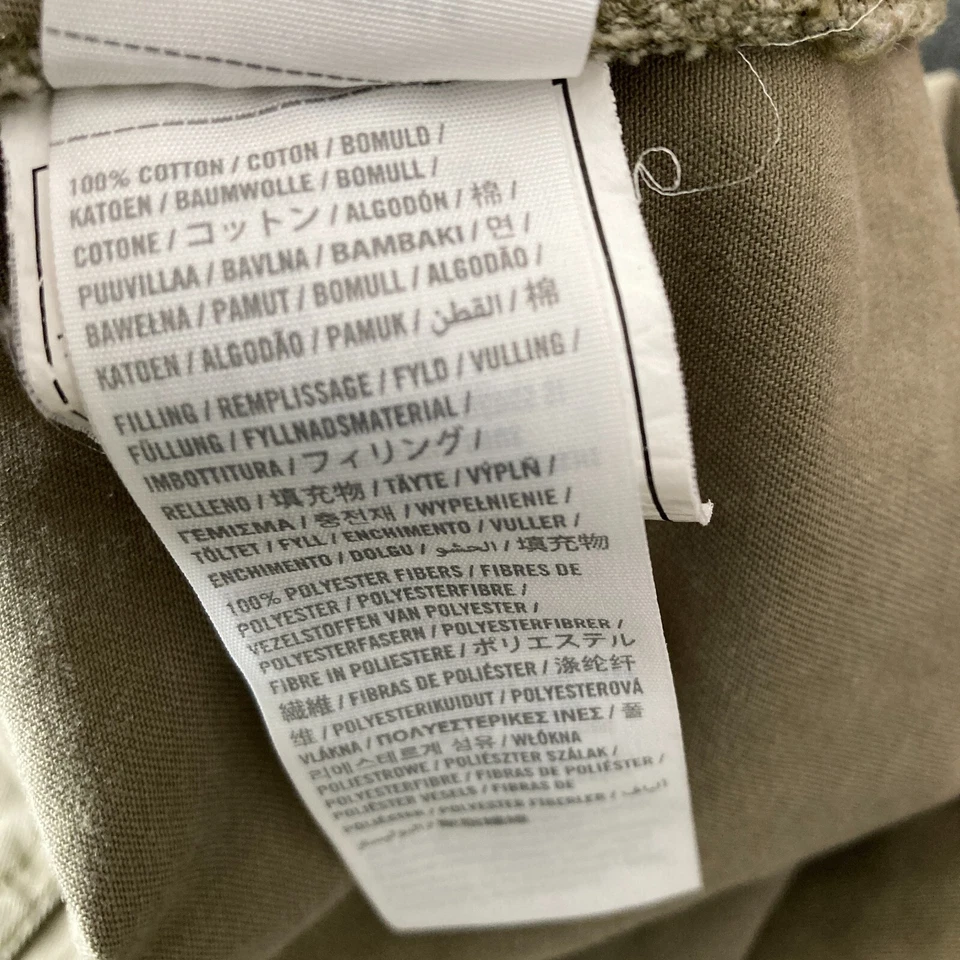 100% COTTON / COTON / BOMULD /
KATOEN / BAUMWOLLE / BOMULL /
COTONE / コットン / ALGODÓN / 棉 /
PUUVILLAA / BAVLNA / BAMBAKI / 면 /
BAWEŁNA / PAMUT / BOMULL / ALGODÃO /
KATOEN / ALGODÃO / PAMUK / القطن / 棉
FILLING / REMPLISSAGE / FYLD / VULLING /
FÜLLUNG / FYLLNADSMATERIAL /
IMBOTTITURA / フィリング /
RELLENO / 填充物 / TÄYTE / VÝPLŇ /
ΓΕΜΙΣΜΑ / 충전재 / WYPEŁNIENIE /
TÖLTET / FYLL / ENCHIMENTO / VULLER /
ENCHIMENTO / DOLGU / الحشو / 填充物
100% POLYESTER FIBERS / FIBRES DE
POLYESTER / POLYESTERFIBRE /
VEZELSTOFFEN VAN POLYESTER /
POLYESTERFASERN / POLYESTERFIBRER /
FIBRE IN POLIESTERE / ポリエステル
繊維 / FIBRAS DE POLIÉSTER / 涤纶纤
维 / POLYESTERIKUIDUT / POLYESTEROVÁ
VLÁKNA / ΠΟΛΥΕΣΤΕΡΙΚΕΣ ΙΝΕΣ / 폴
리에스테르계 섬유 / WŁÓKNA
POLIESTROWE / POLIÉSZTER SZÁLAK /
POLYESTERFIBRE / FIBRAS DE POLIÉSTER /
POLIÉSTER VESELS / FIBRAS DE
POLIÉSTER / POLYESTER FIBERLER / ألياف
البوليستر /